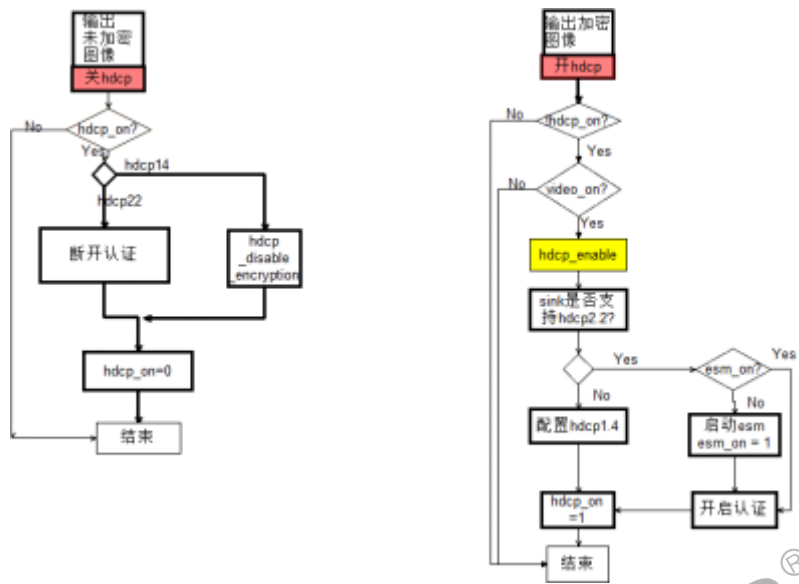 输出
未加密
图像
关hdcp
hdcp_on?
No
Yes
hdcp14
hdcp22
断开认证
hdcp
_disable
_encryption
hdcp_on=0
结束
输出加密
图像
开hdcp
!hdcp_on?
No
Yes
video_on?
No
Yes
hdcp_enable
sink是否支
持hdcp2.2?
Yes
No
esm_on?
Yes
No
配置hdcp1.4
启动esm
esm_on = 1
hdcp_on
=1
开启认证
结束
®